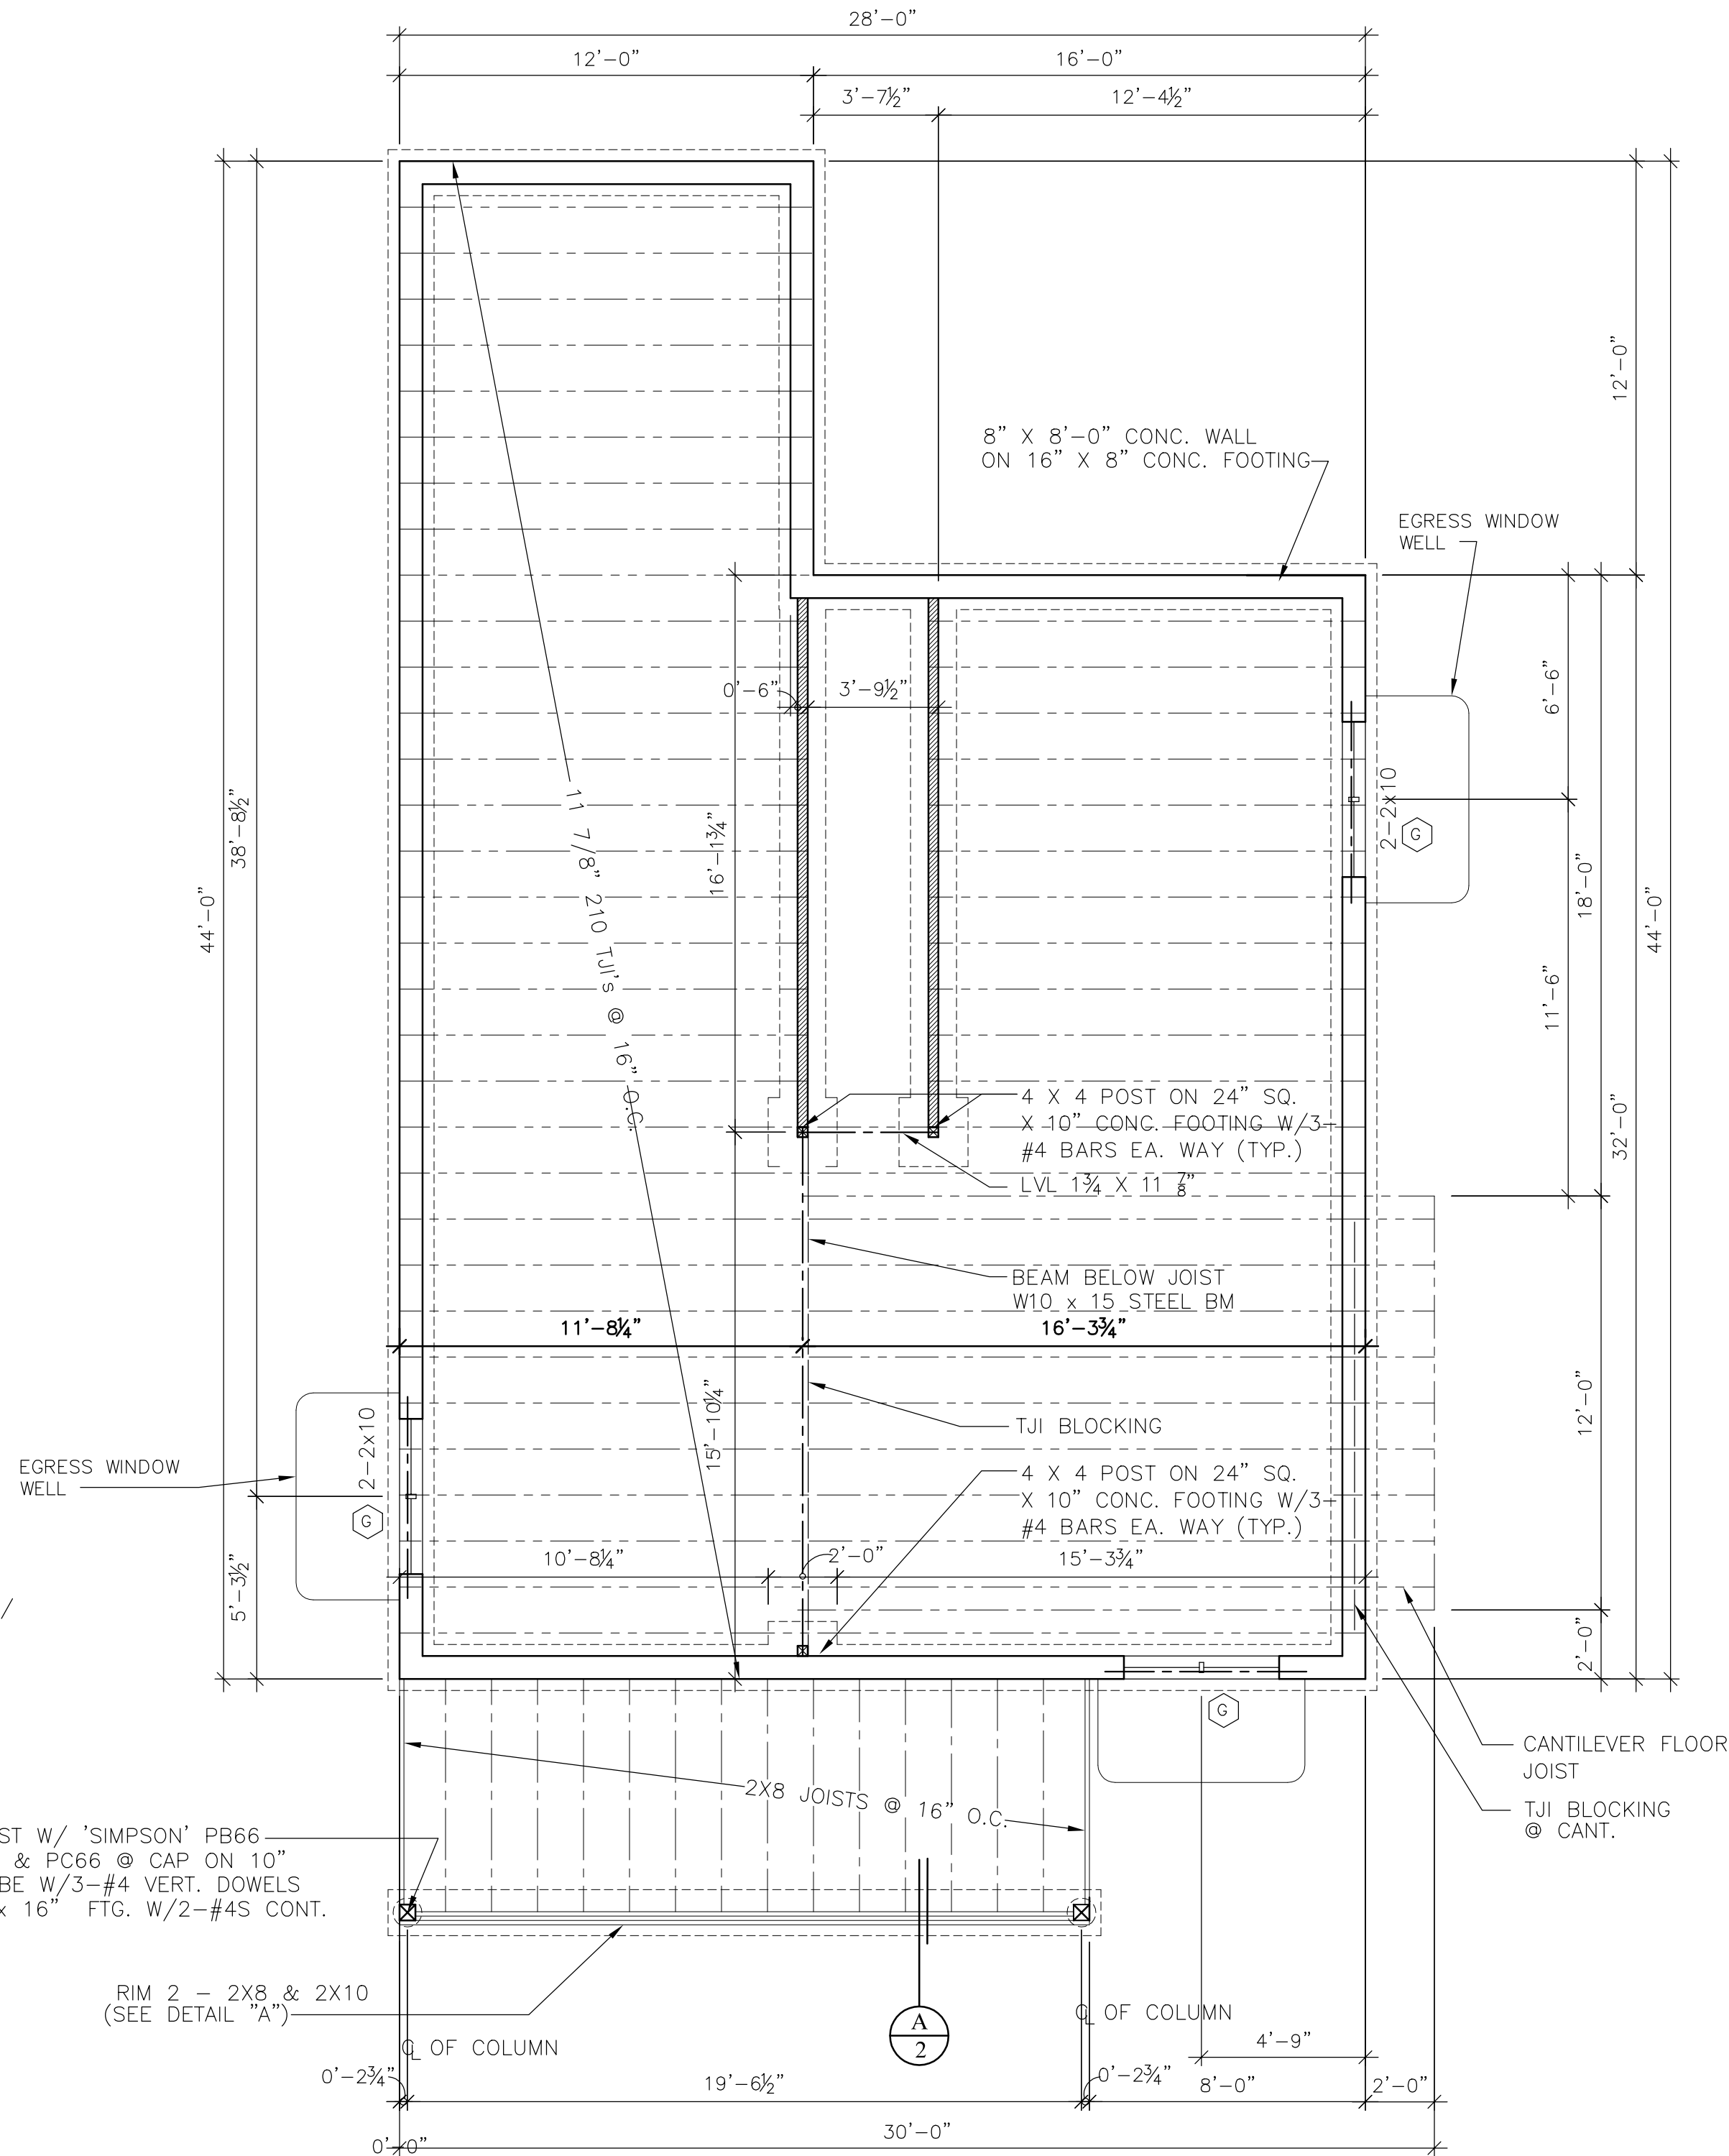 28'-0"
12'-0"
16'-0"
3'-7½"
12'-4½"
12'-0"
8" X 8'-0" CONC. WALL
ON 16" X 8" CONC. FOOTING
EGRESS WINDOW
WELL
6'-6"
0'-6"
3'-9½"
2-2x10
G
38'-8½"
44'-0"
11 7/8" 210 TJI's @ 16" O.C.
16'-1¾"
18'-0"
44'-0"
11'-6"
32'-0"
4 X 4 POST ON 24" SQ.
X 10" CONC. FOOTING W/3-
#4 BARS EA. WAY (TYP.)
LVL 1¾ X 11 ⅞"
BEAM BELOW JOIST
W10 x 15 STEEL BM
11'-8¼"
16'-3¾"
15'-10¼"
12'-0"
TJI BLOCKING
EGRESS WINDOW
WELL
2-2x10
G
4 X 4 POST ON 24" SQ.
X 10" CONC. FOOTING W/3-
#4 BARS EA. WAY (TYP.)
10'-8¼"
2'-0"
15'-3¾"
5'-3½"
/
2'-0"
G
CANTILEVER FLOOR
JOIST
TJI BLOCKING
@ CANT.
2X8 JOISTS @ 16" O.C.
ST W/ 'SIMPSON' PB66
& PC66 @ CAP ON 10"
BE W/3-#4 VERT. DOWELS
x 16" FTG. W/2-#4S CONT.
RIM 2 - 2X8 & 2X10
(SEE DETAIL "A")
A
2
℄ OF COLUMN
℄ OF COLUMN
4'-9"
0'-2¾"
19'-6½"
0'-2¾"
8'-0"
2'-0"
30'-0"
0'-0"